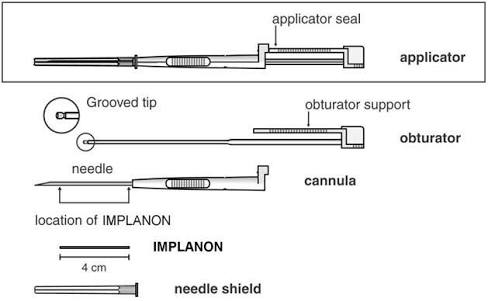 applicator seal
applicator
Grooved tip
obturator support
obturator
needle
cannula
location of IMPLANON
IMPLANON
4 cm
needle shield